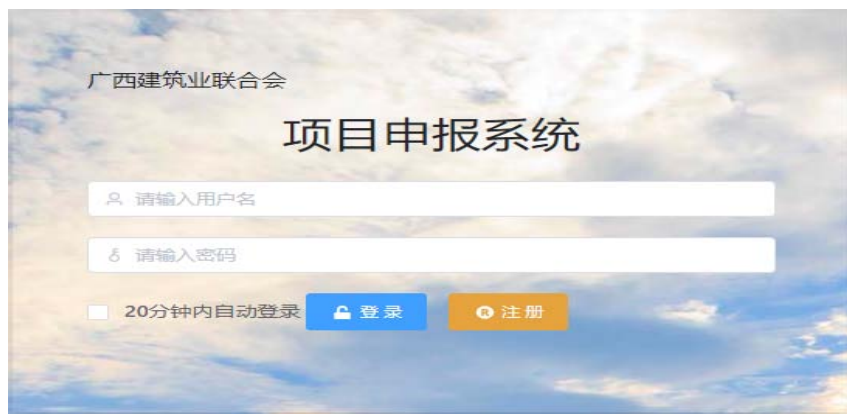 广西建筑业联合会
项目申报系统
请输入用户名
请输入密码
20分钟内自动登录 登录 ® 注册